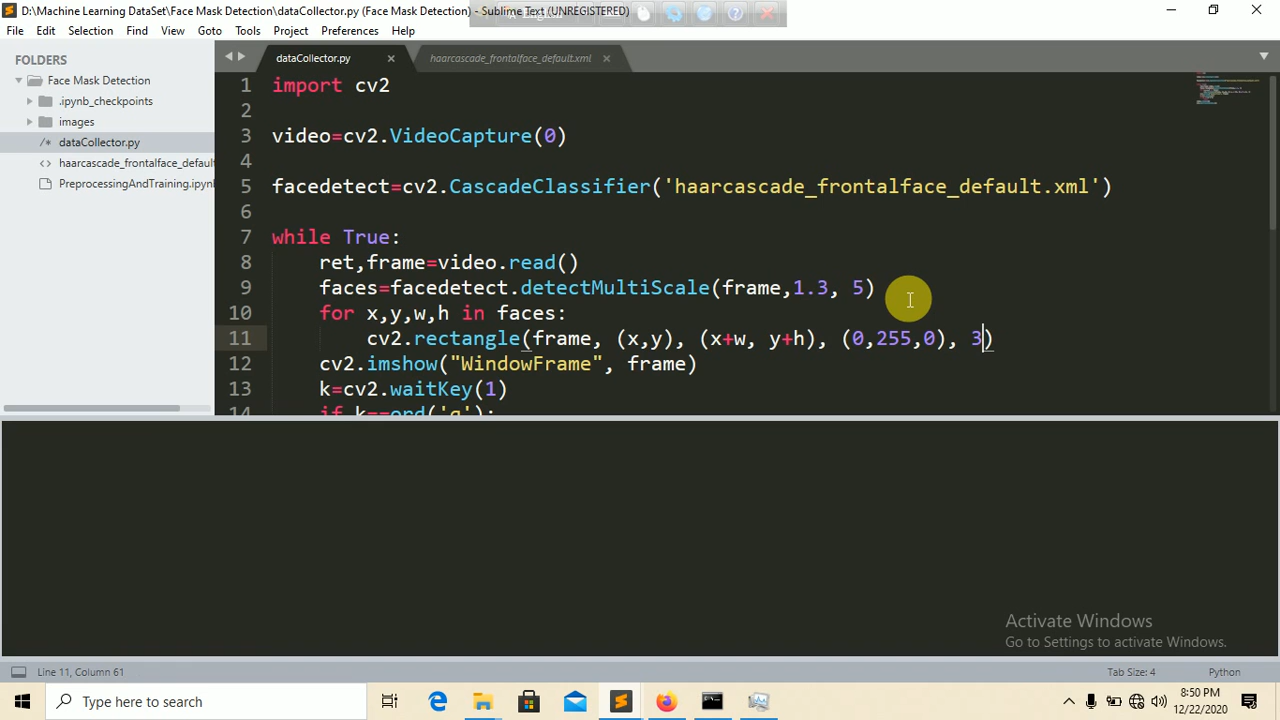 D:\Machine Learning DataSet\Face Mask Detection\dataCollector.py (Face Mask Detection) - Sublime Text (UNREGISTERED)
File Edit Selection Find View Goto Tools Project Preferences Help
FOLDERS
Face Mask Detection
.ipynb_checkpoints
images
dataCollector.py
haarcascade_frontalface_default
PreprocessingAndTraining.ipynb
dataCollector.py
haarcascade_frontalface_default.xml
1 import cv2
2
3 video=cv2.VideoCapture(0)
4
5 facedetect=cv2.CascadeClassifier('haarcascade_frontalface_default.xml')
6
7 while True:
8 ret,frame=video.read()
9 faces=facedetect.detectMultiScale(frame,1.3, 5)
10 for x,y,w,h in faces:
11 cv2.rectangle(frame, (x,y), (x+w, y+h), (0,255,0), 3)
12 cv2.imshow("WindowFrame", frame)
13 k=cv2.waitKey(1)
14 if k==ord('q'):
Activate Windows
Go to Settings to activate Windows.
Line 11, Column 61
Tab Size: 4
Python
Type here to search
8:50 PM
12/22/2020